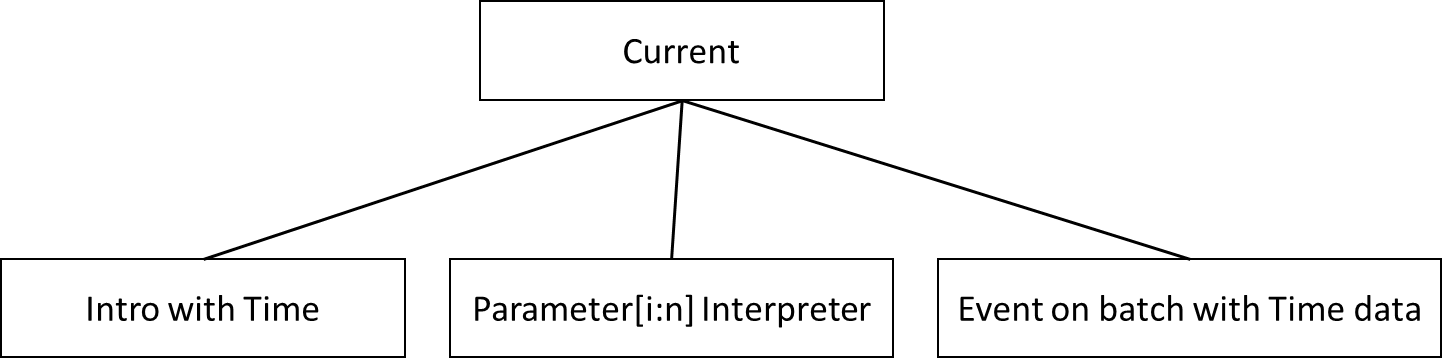 Current
Intro with Time
Parameter[i:n] Interpreter
Event on batch with Time data